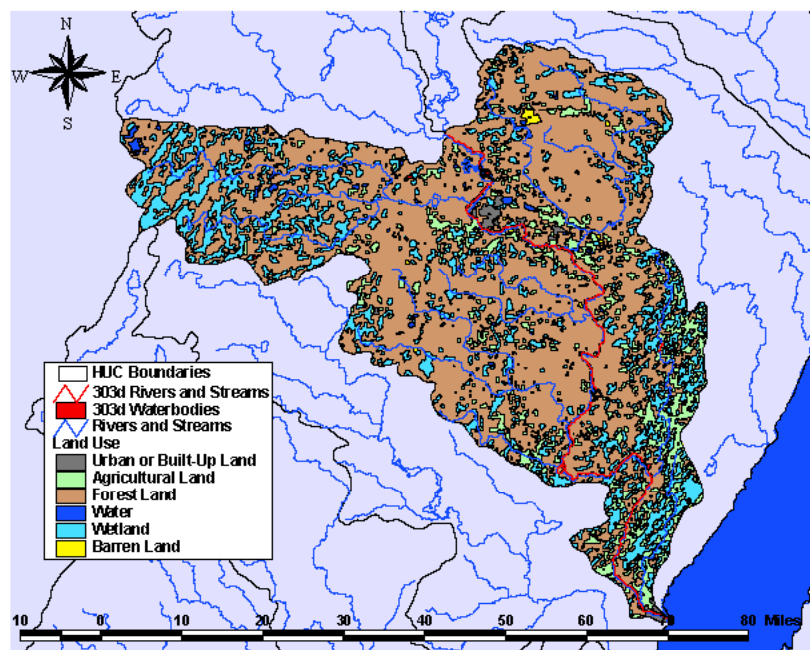 N
W E
S
HUC Boundaries
303d Rivers and Streams
303d Waterbodies
Rivers and Streams
Land Use
Urban or Built-Up Land
Agricultural Land
Forest Land
Water
Wetland
Barren Land
10 0 10 20 30 40 50 60 70 80 Miles